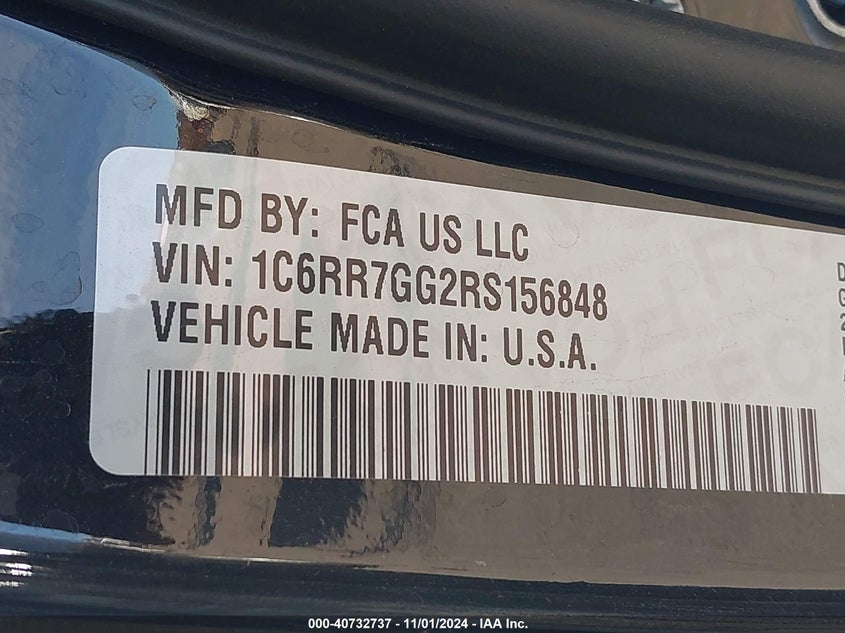 MFD BY: FCA US LLC
VIN: 1C6RR7GG2RS156848
VEHICLE MADE IN: U.S.A.
000-40732737 - 11/01/2024 - IAA Inc.